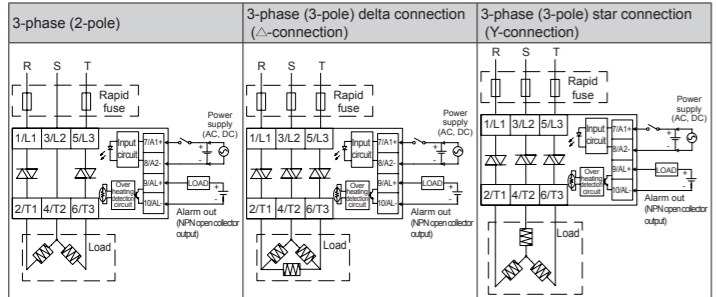 3-phase (2-pole)
3-phase (3-pole) delta connection
(△-connection)
3-phase (3-pole) star connection
(Y-connection)
R S T
Rapid
fuse
Power
supply
(AC, DC)
1/L1 3/L2 5/L3
Input
circuit
7/A1+
8/A2-
+
-
Over
heating
detection
circuit
9/AL+
10/AL-
LOAD
+
-
2/T1 4/T2 6/T3
Alarm out
(NPN open collector
output)
Load
R S T
Rapid
fuse
Power
supply
(AC, DC)
1/L1 3/L2 5/L3
Input
circuit
7/A1+
8/A2-
+
-
Over
heating
detection
circuit
9/AL+
10/AL-
LOAD
+
-
2/T1 4/T2 6/T3
Alarm out
(NPN open collector
output)
Load
R S T
Rapid
fuse
Power
supply
(AC, DC)
1/L1 3/L2 5/L3
Input
circuit
7/A1+
8/A2-
+
-
Over
heating
detection
circuit
9/AL+
10/AL-
LOAD
+
-
2/T1 4/T2 6/T3
Alarm out
(NPN open collector
output)
Load